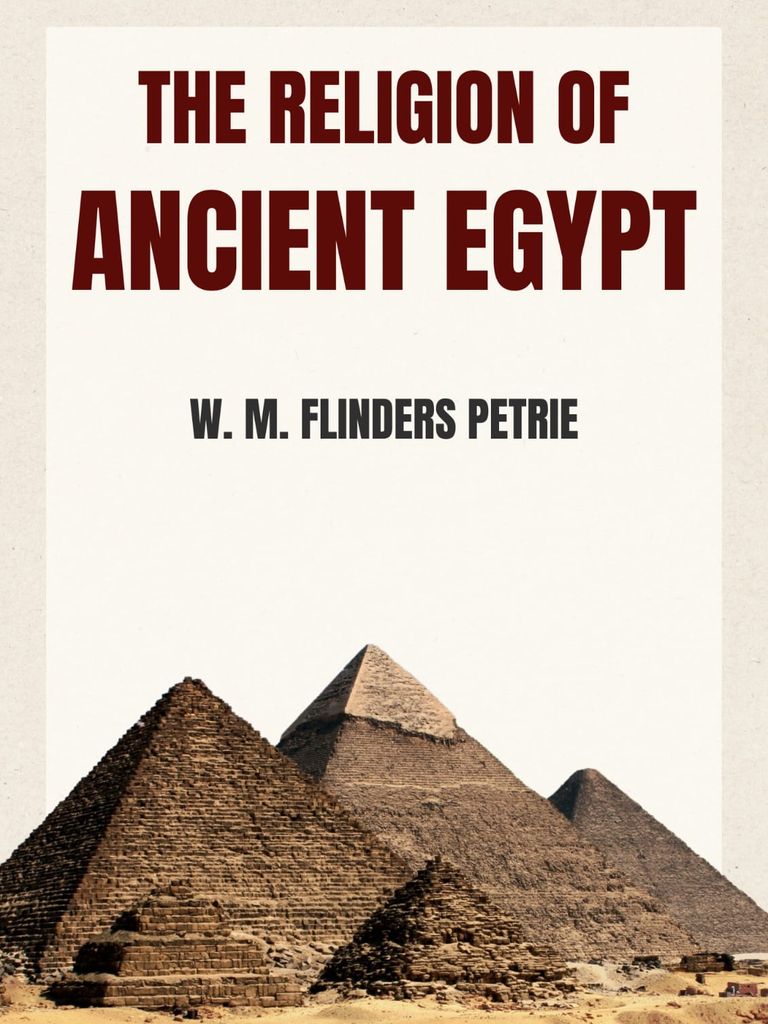 THE RELIGION OF
ANCIENT EGYPT
W. M. FLINDERS PETRIE